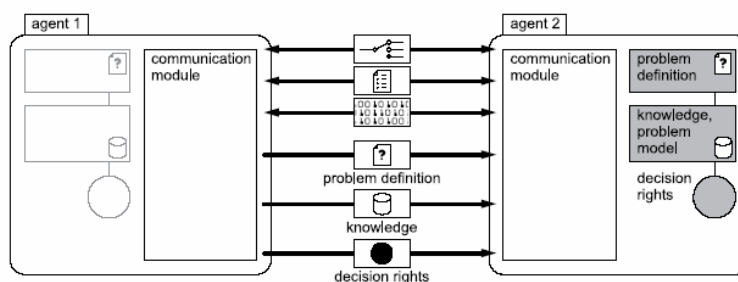 agent 1
agent 2
communication
module
?
?
problem definition
knowledge
decision rights
communication
module
problem
definition
?
knowledge,
problem
model
decision
rights